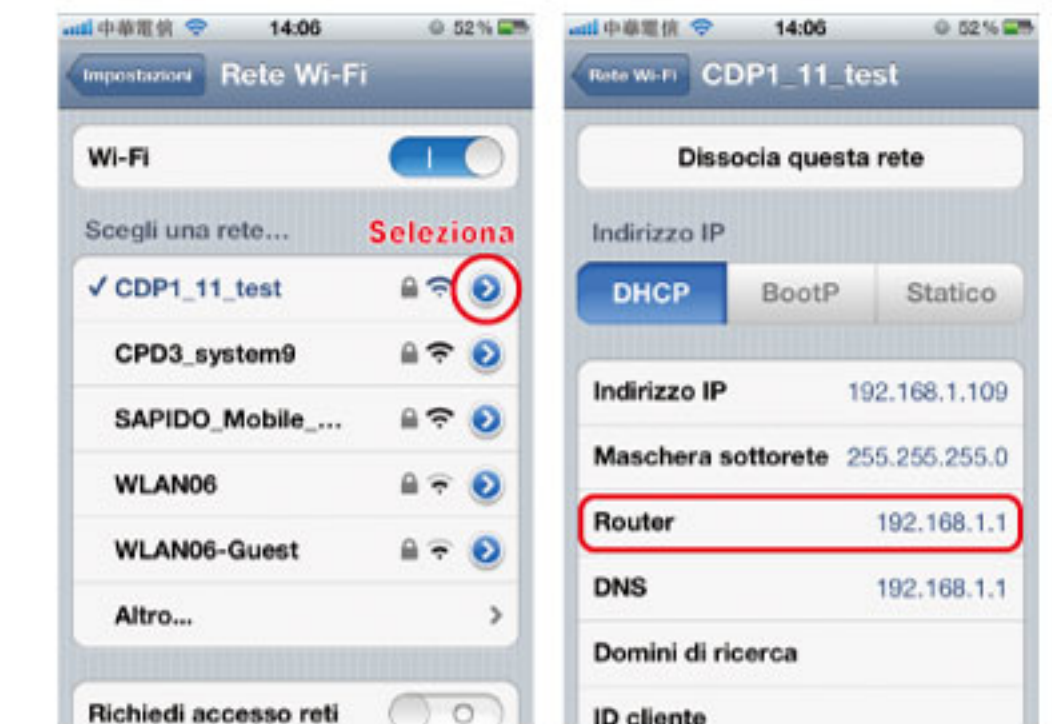 中華電信 14:06 52%
Impostazioni Rete Wi-Fi
Wi-Fi
Scegli una rete... Seleziona
✓ CDP1_11_test
CPD3_system9
SAPIDO_Mobile_...
WLAN06
WLAN06-Guest
Altro...
Richiedi accesso reti
中華電信 14:06 52%
Rete Wi-Fi CDP1_11_test
Dissocia questa rete
Indirizzo IP
DHCP BootP Statico
Indirizzo IP 192.168.1.109
Maschera sottorete 255.255.255.0
Router 192.168.1.1
DNS 192.168.1.1
Domini di ricerca
ID cliente